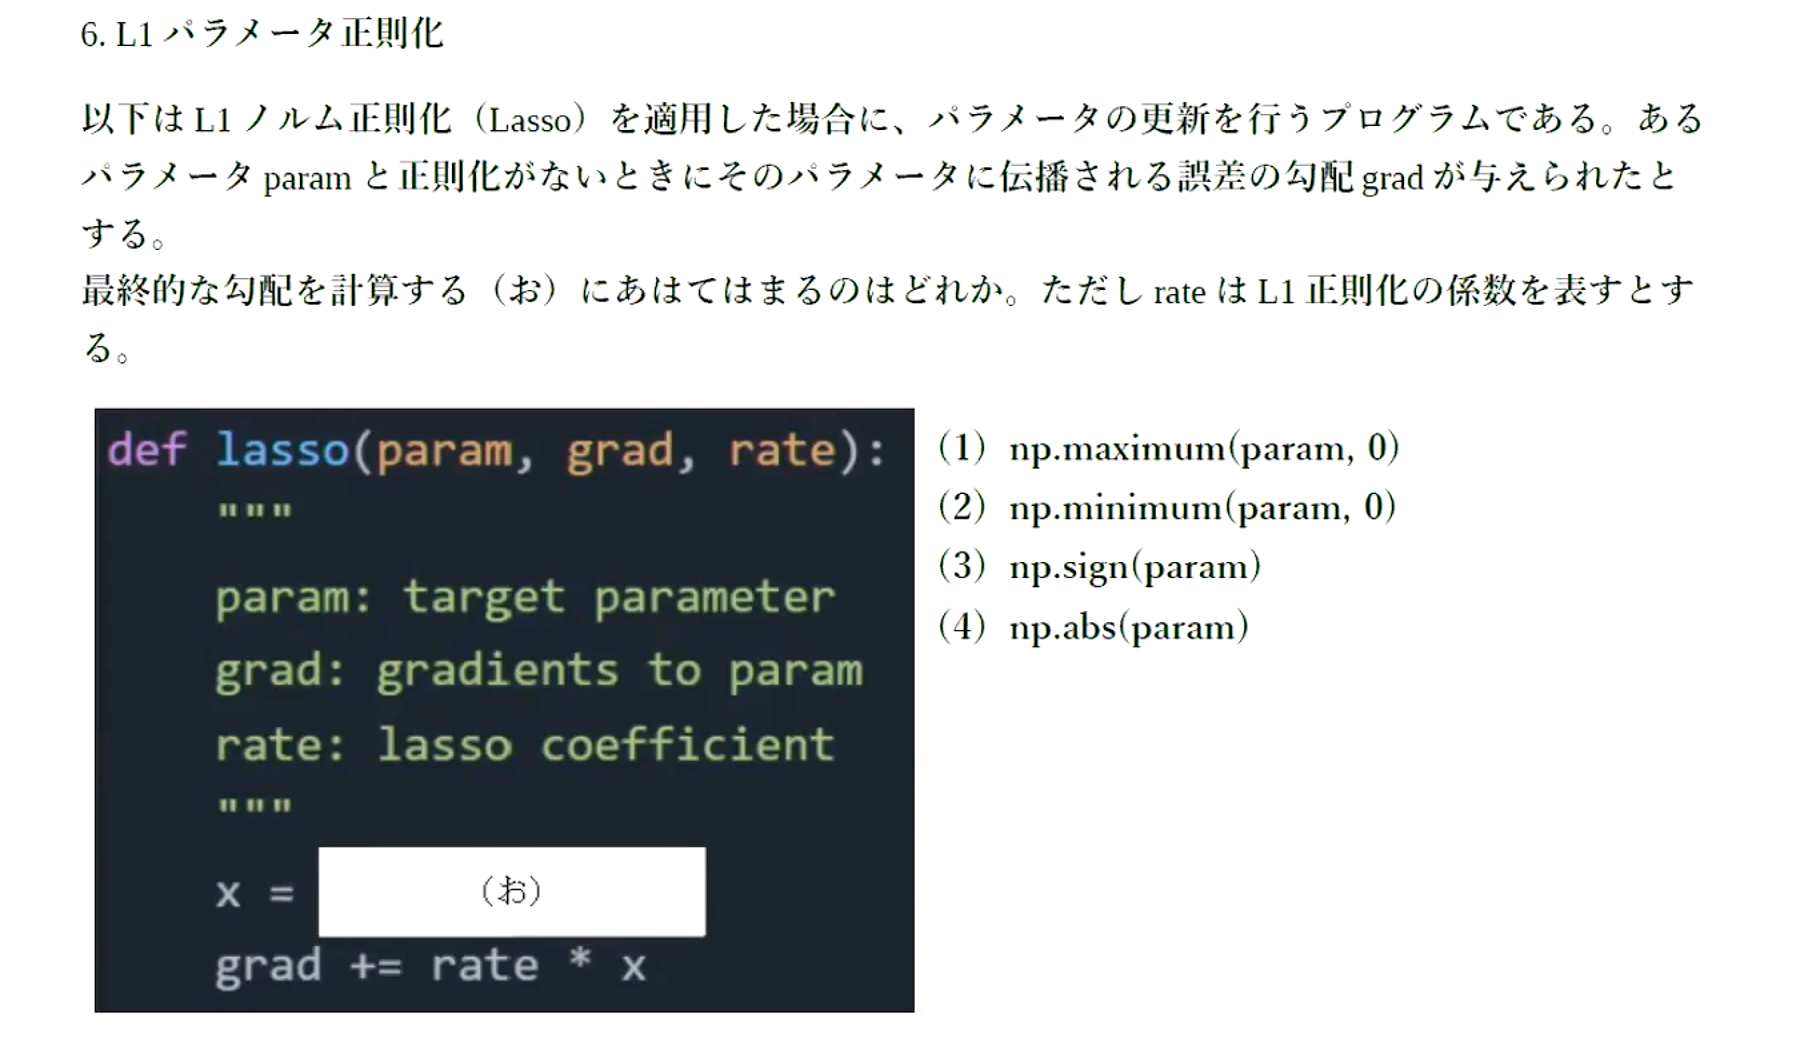 6. L1 パラメータ正則化
以下は L1 ノルム正則化（Lasso）を適用した場合に、パラメータの更新を行うプログラムである。ある
パラメータ param と正則化がないときにそのパラメータに伝播される誤差の勾配 grad が与えられたと
する。
最終的な勾配を計算する（お）にあはてはまるのはどれか。ただし rate は L1 正則化の係数を表すとす
る。
def lasso(param, grad, rate):
"""
param: target parameter
grad: gradients to param
rate: lasso coefficient
"""
x = （お）
grad += rate * x
（1）np.maximum(param, 0)
（2）np.minimum(param, 0)
（3）np.sign(param)
（4）np.abs(param)